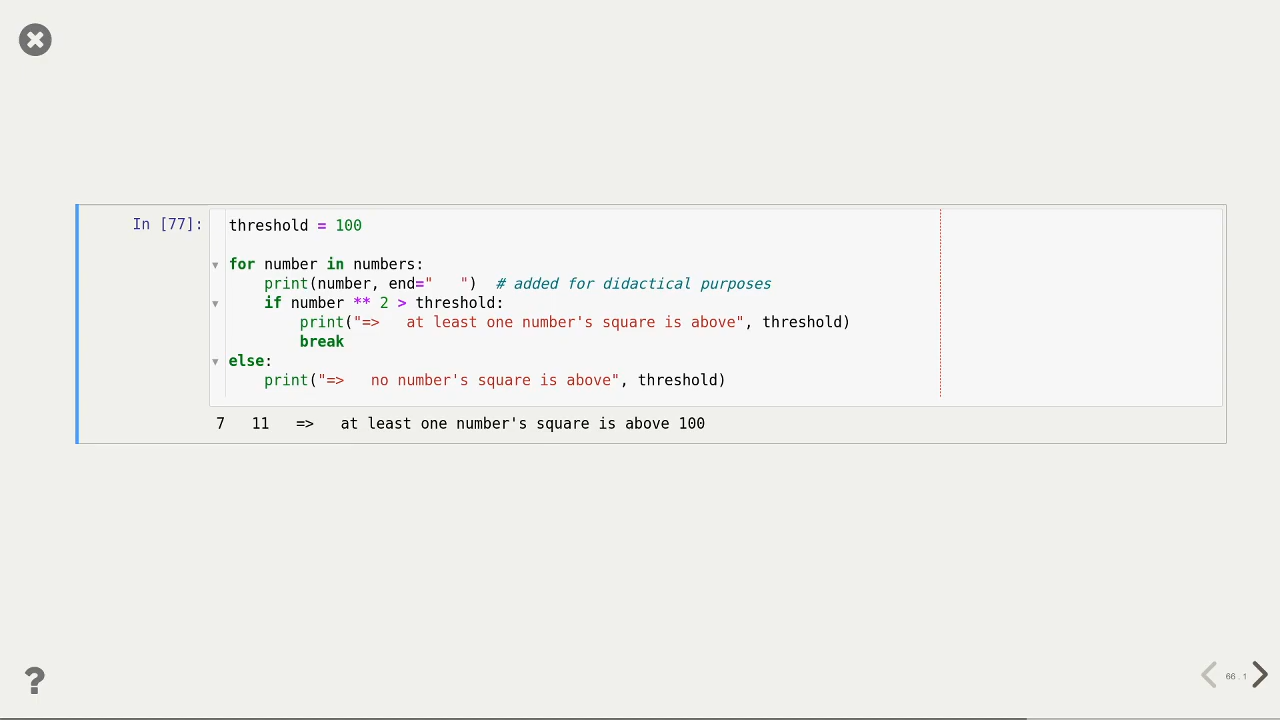 In [77]: threshold = 100
for number in numbers:
    print(number, end="   ")  # added for didactical purposes
    if number ** 2 > threshold:
        print("=>   at least one number's square is above", threshold)
        break
else:
    print("=>   no number's square is above", threshold)
7   11   =>   at least one number's square is above 100
?
66 . 1